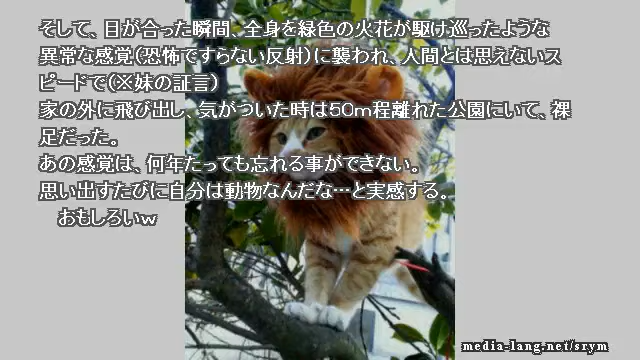 そして、目が合った瞬間、全身を緑色の火花が駆け巡ったような
異常な感覚（恐怖ですらない反射）に襲われ、人間とは思えないス
ピードで（※妹の証言）
家の外に飛び出し、気がついた時は５０ｍ程離れた公園にいて、裸
足だった。
あの感覚は、何年たっても忘れる事ができない。
思い出すたびに自分は動物なんだな…と実感する。
　おもしろいｗ
media-lang.net/srym